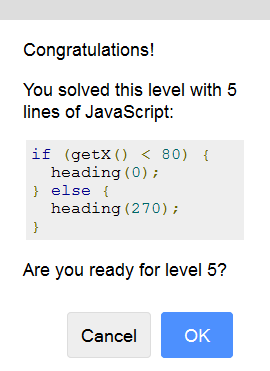 Congratulations!
You solved this level with 5
lines of JavaScript:
if (getX() < 80) {
  heading(0);
} else {
  heading(270);
}
Are you ready for level 5?
Cancel
OK